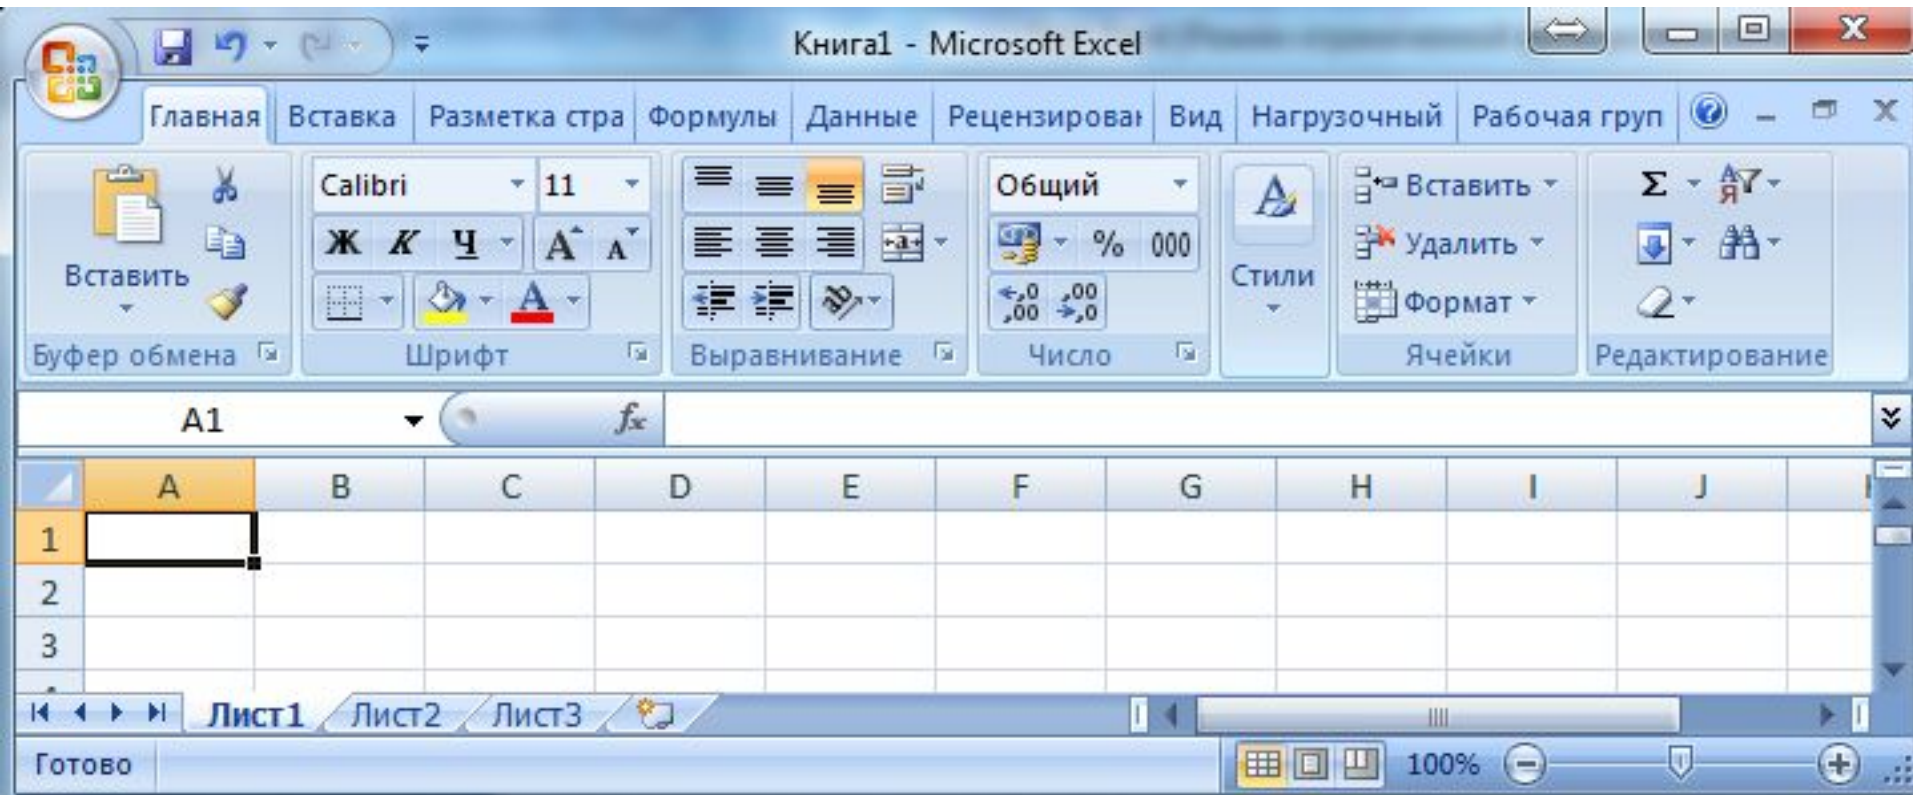 Книга1 - Microsoft Excel
Главная Вставка Разметка стра Формулы Данные Рецензирован Вид Нагрузочный Рабочая груп
Calibri 11 Общий Вставить
Ж К Ч А А % 000 Удалить
Вставить Стили Формат
Буфер обмена Шрифт Выравнивание Число Ячейки Редактирование
A1 fx
A B C D E F G H I J
1
2
3
Лист1 Лист2 Лист3
Готово 100%